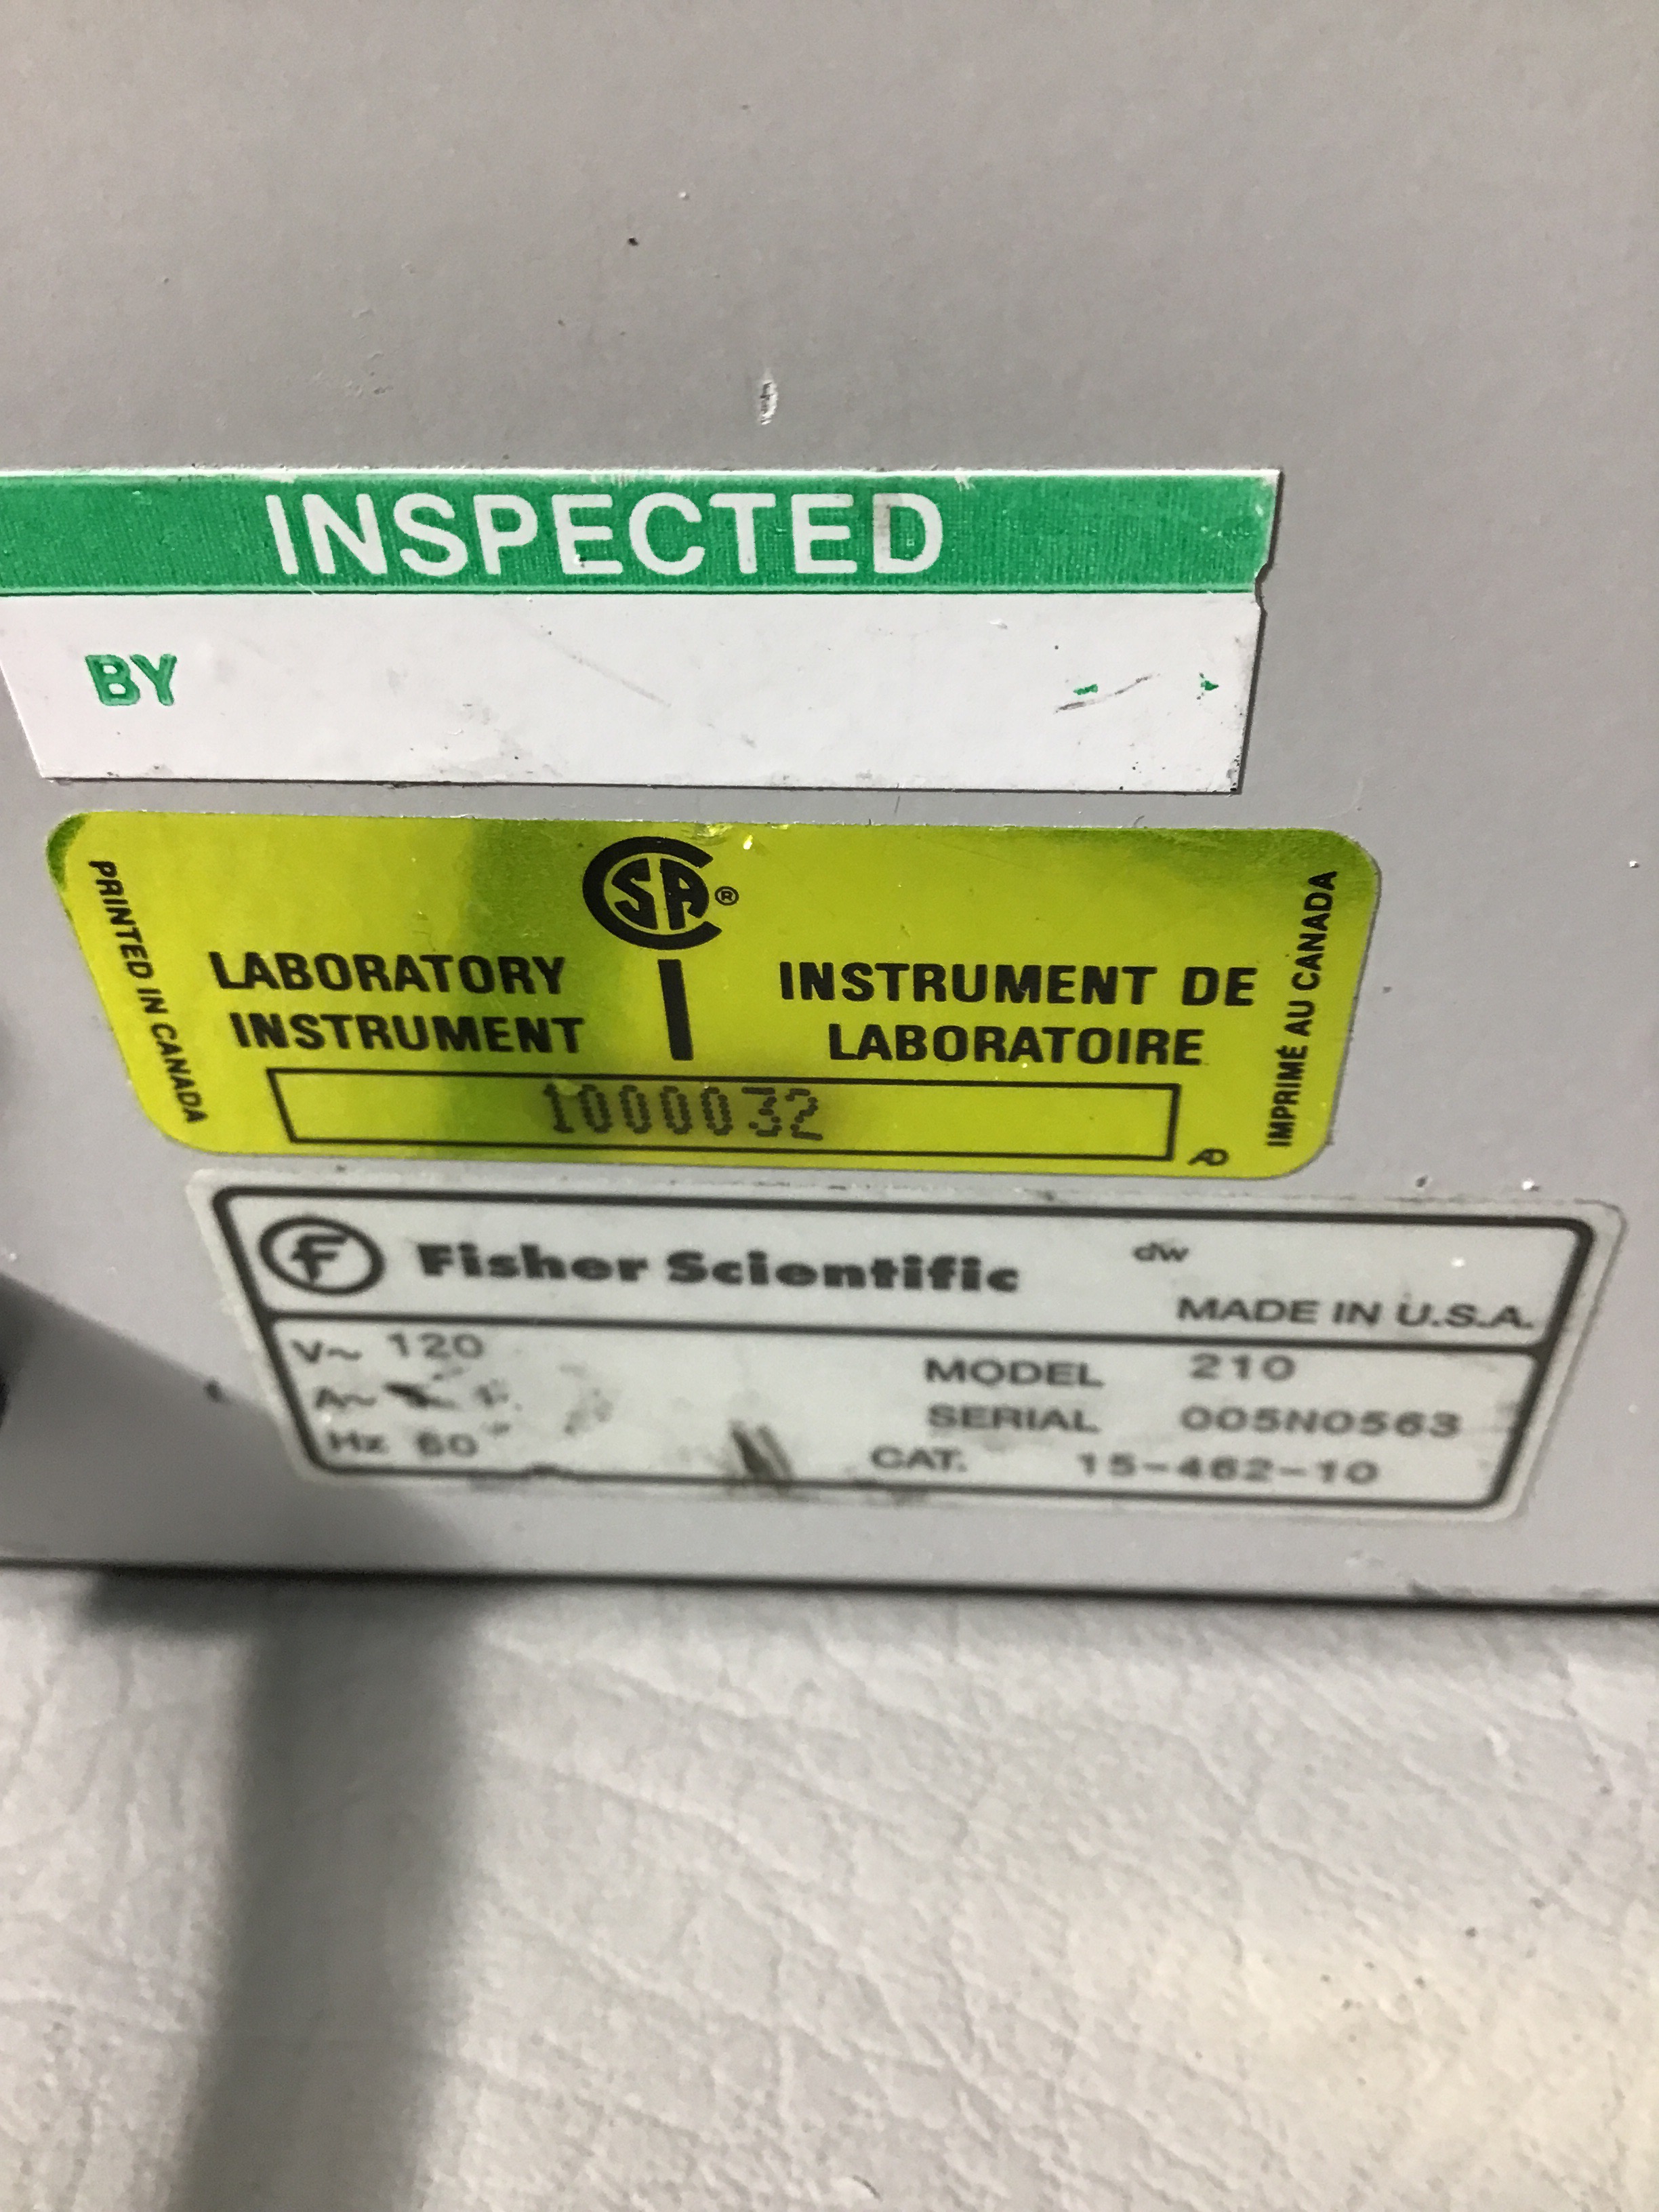 INSPECTED
BY
PRINTED IN CANADA
CSA®
LABORATORY
INSTRUMENT
INSTRUMENT DE
LABORATOIRE
IMPRIMÉ AU CANADA
1000032
F Fisher Scientific
dw
MADE IN U.S.A.
V~ 120
A~
Hz 60
MODEL 210
SERIAL 005N0563
CAT. 15-462-10